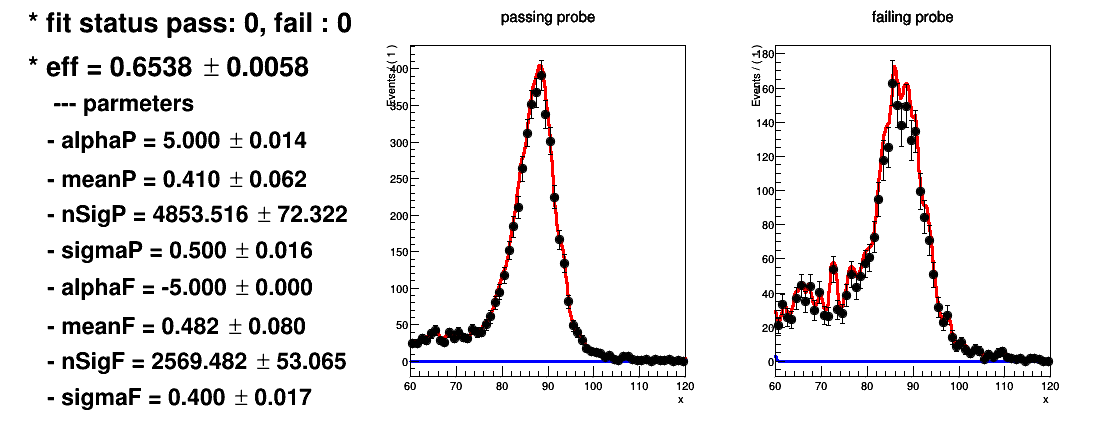 * fit status pass: 0, fail : 0
* eff = 0.6538 ± 0.0058
--- parmeters
- alphaP = 5.000 ± 0.014
- meanP = 0.410 ± 0.062
- nSigP = 4853.516 ± 72.322
- sigmaP = 0.500 ± 0.016
- alphaF = -5.000 ± 0.000
- meanF = 0.482 ± 0.080
- nSigF = 2569.482 ± 53.065
- sigmaF = 0.400 ± 0.017
passing probe
Events / ( 1 )
400
350
300
250
200
150
100
50
0
60 70 80 90 100 110 120
x
failing probe
Events / ( 1 )
180
160
140
120
100
80
60
40
20
0
60 70 80 90 100 110 120
x